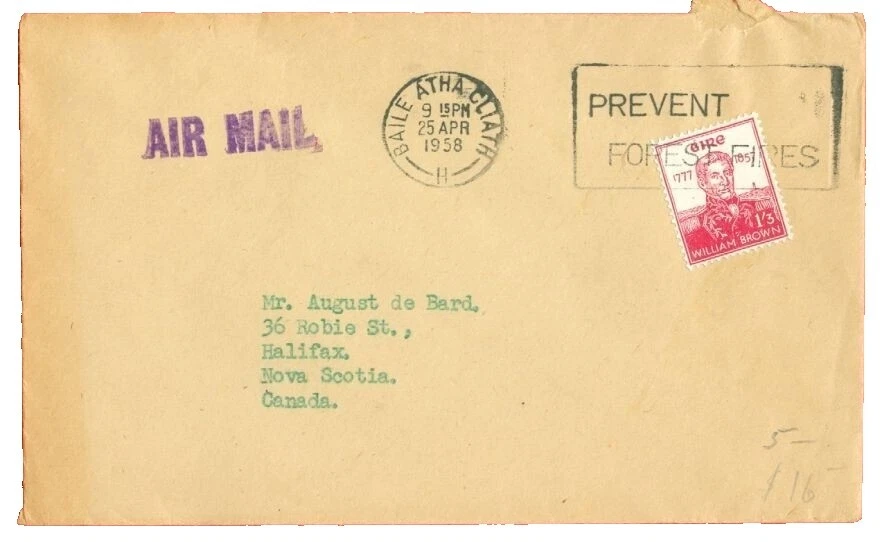 AIR MAIL
BAILE ATHA CLIATH
9 15PM
25 APR
1958
H
PREVENT
FOREST FIRES
éire
1777 1857
1'3
WILLIAM BROWN
Mr. August de Bard.
36 Robie St.,
Halifax.
Nova Scotia.
Canada.
5 —